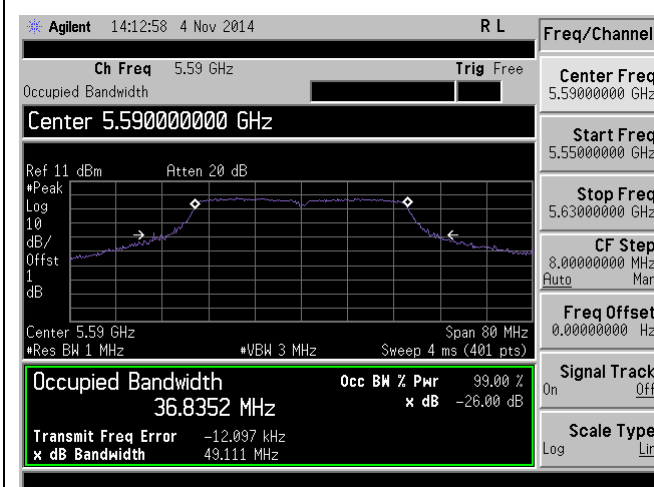 Agilent 14:12:58 4 Nov 2014 R L
Ch Freq 5.59 GHz Trig Free
Occupied Bandwidth
Center 5.590000000 GHz
Ref 11 dBm Atten 20 dB
#Peak
Log
10
dB/
Offst
1
dB
Center 5.59 GHz Span 80 MHz
#Res BW 1 MHz #VBW 3 MHz Sweep 4 ms (401 pts)
Occupied Bandwidth Occ BW % Pwr 99.00 %
36.8352 MHz x dB -26.00 dB
Transmit Freq Error -12.097 kHz
x dB Bandwidth 49.111 MHz
Freq/Channel
Center Freq
5.59000000 GHz
Start Freq
5.55000000 GHz
Stop Freq
5.63000000 GHz
CF Step
8.00000000 MHz
Auto Man
Freq Offset
0.00000000 Hz
Signal Track
On Off
Scale Type
Log Lin